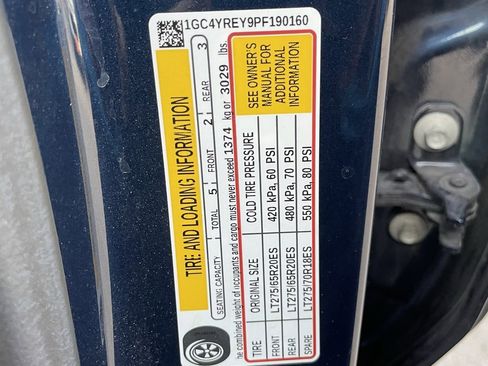 1GC4YREY9PF190160
TIRE AND LOADING INFORMATION
SEATING CAPACITY TOTAL 5 FRONT 2 REAR 3
The combined weight of occupants and cargo must never exceed 1374 kg or 3029 lbs.
TIRE ORIGINAL SIZE COLD TIRE PRESSURE
FRONT LT275/65R20ES 420 kPa, 60 PSI
REAR LT275/65R20ES 480 kPa, 70 PSI
SPARE LT275/70R18ES 550 kPa, 80 PSI
SEE OWNER'S
MANUAL FOR
ADDITIONAL
INFORMATION